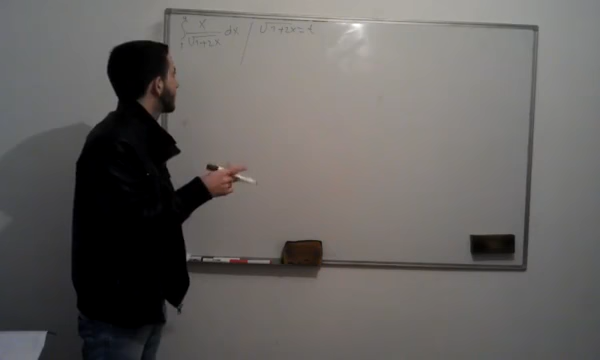 ∫ x/√1+2x dx / √1+2x = t